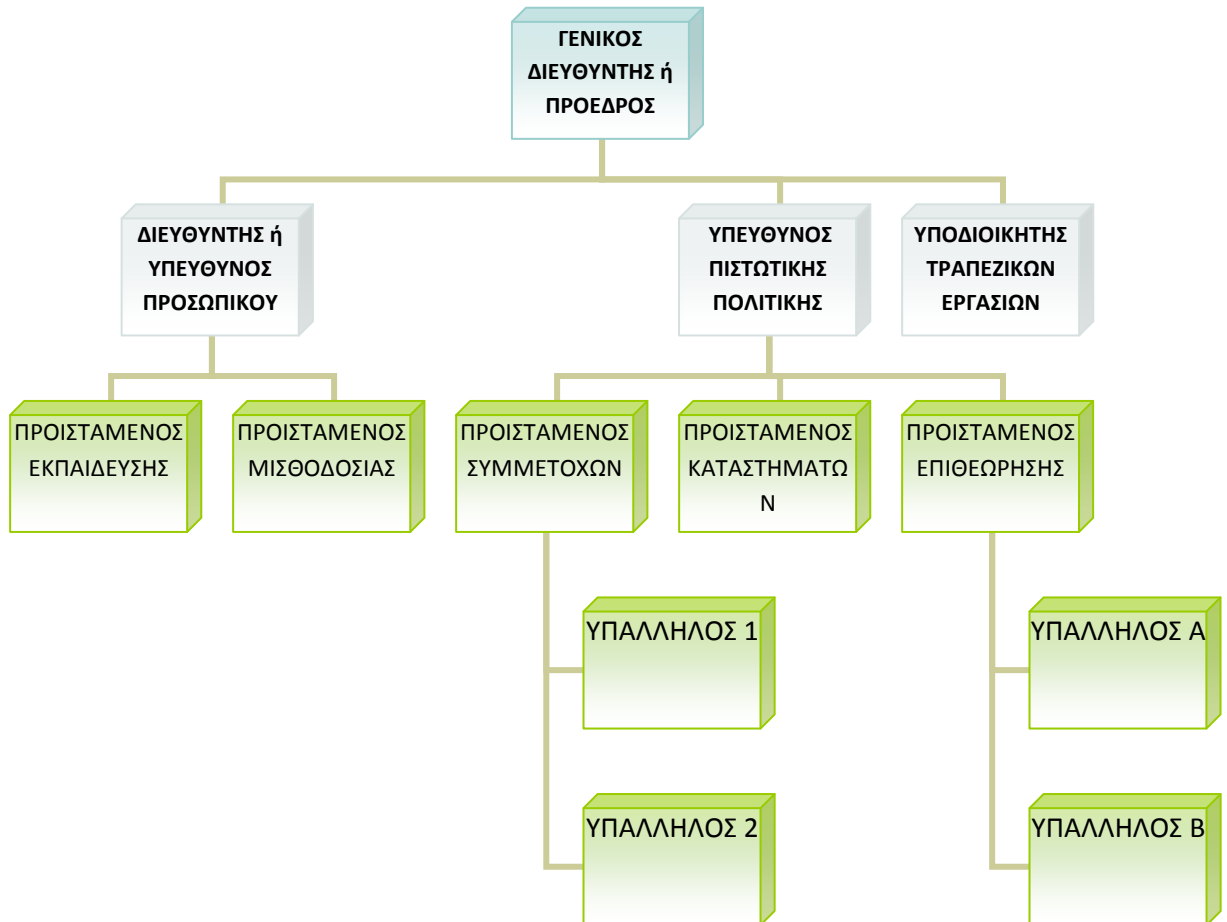 ΓΕΝΙΚΟΣ
ΔΙΕΥΘΥΝΤΗΣ ή
ΠΡΟΕΔΡΟΣ
ΔΙΕΥΘΥΝΤΗΣ ή
ΥΠΕΥΘΥΝΟΣ
ΠΡΟΣΩΠΙΚΟΥ
ΥΠΕΥΘΥΝΟΣ
ΠΙΣΤΩΤΙΚΗΣ
ΠΟΛΙΤΙΚΗΣ
ΥΠΟΔΙΟΙΚΗΤΗΣ
ΤΡΑΠΕΖΙΚΩΝ
ΕΡΓΑΣΙΩΝ
ΠΡΟΙΣΤΑΜΕΝΟΣ
ΕΚΠΑΙΔΕΥΣΗΣ
ΠΡΟΙΣΤΑΜΕΝΟΣ
ΜΙΣΘΟΔΟΣΙΑΣ
ΠΡΟΙΣΤΑΜΕΝΟΣ
ΣΥΜΜΕΤΟΧΩΝ
ΠΡΟΙΣΤΑΜΕΝΟΣ
ΚΑΤΑΣΤΗΜΑΤΩ
Ν
ΠΡΟΙΣΤΑΜΕΝΟΣ
ΕΠΙΘΕΩΡΗΣΗΣ
ΥΠΑΛΛΗΛΟΣ 1
ΥΠΑΛΛΗΛΟΣ Α
ΥΠΑΛΛΗΛΟΣ 2
ΥΠΑΛΛΗΛΟΣ Β